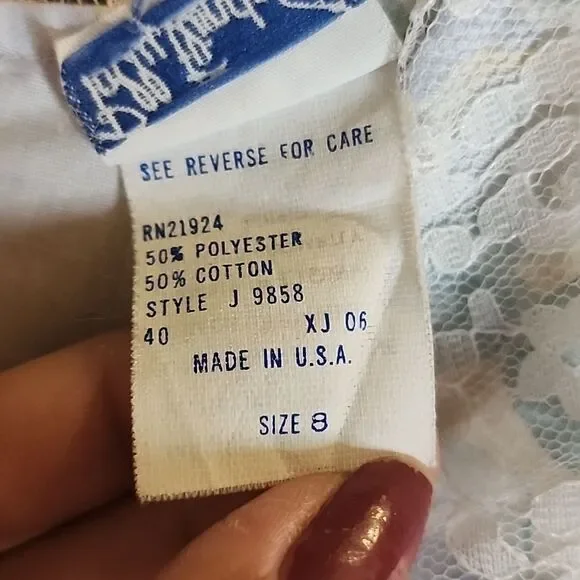 SEE REVERSE FOR CARE
RN21924
50% POLYESTER
50% COTTON
STYLE J 9858
40 XJ 06
MADE IN U.S.A.
SIZE 8